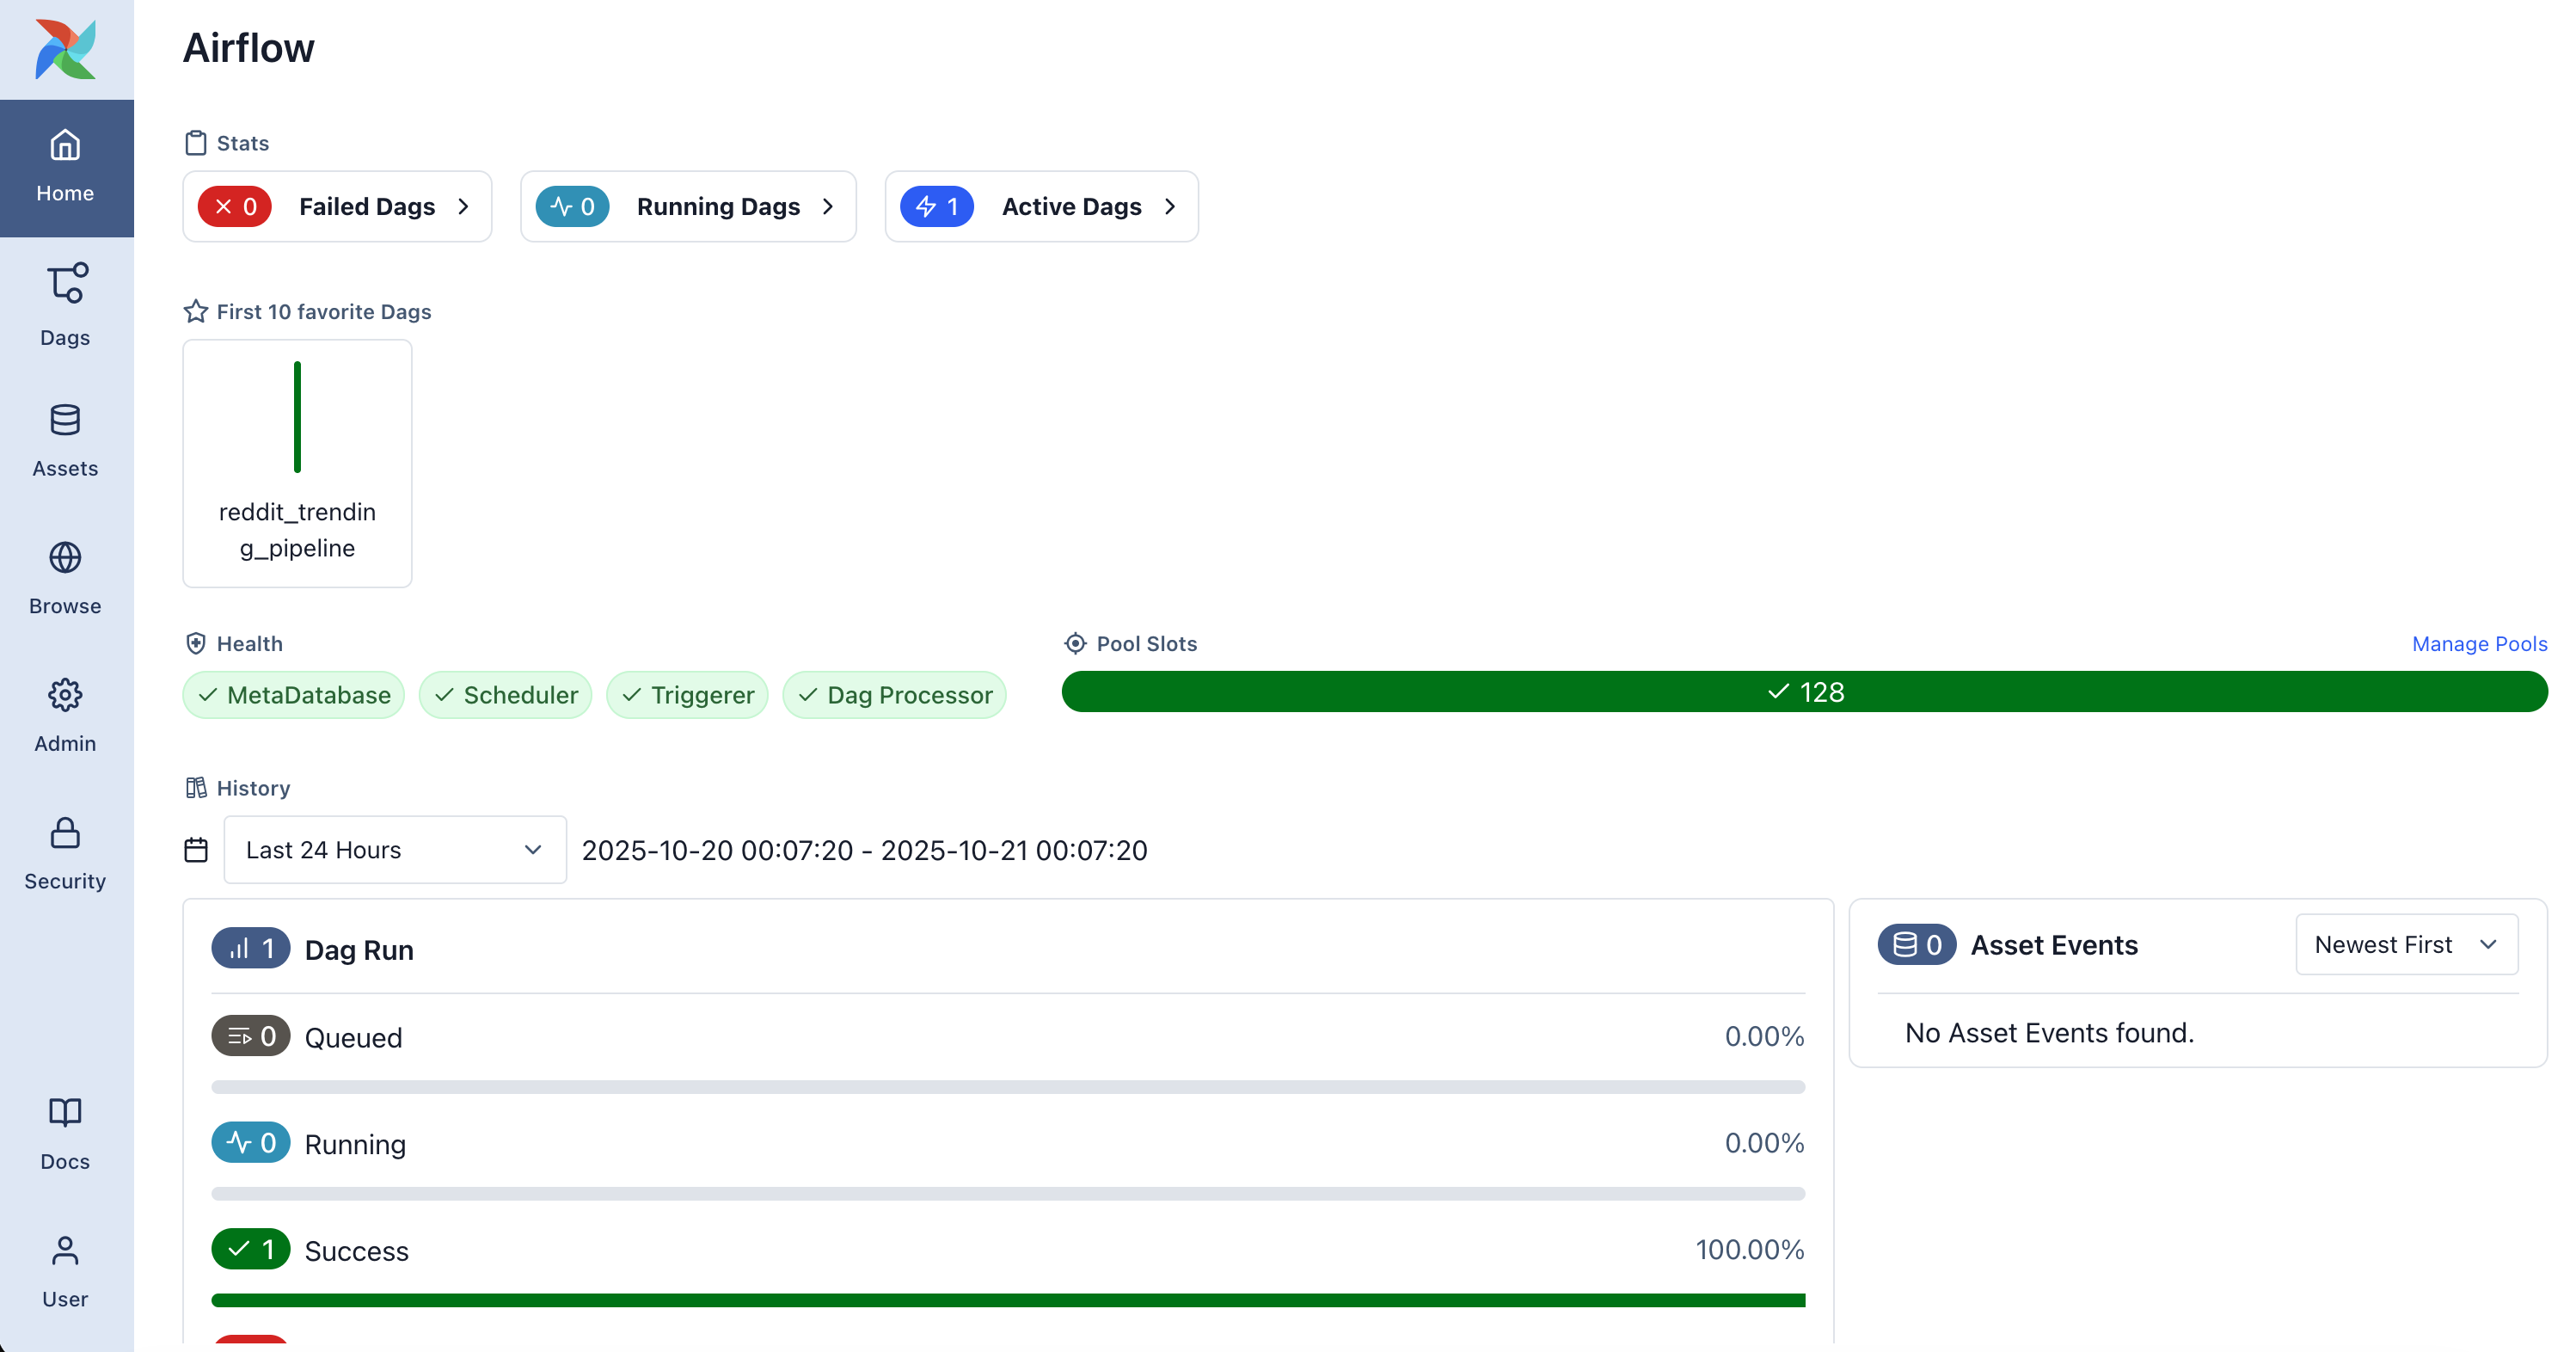 Airflow
Home
Dags
Assets
Browse
Admin
Security
Docs
User
Stats
0 Failed Dags
0 Running Dags
1 Active Dags
First 10 favorite Dags
reddit_trendin
g_pipeline
Health
MetaDatabase Scheduler Triggerer Dag Processor
Pool Slots Manage Pools
128
History
Last 24 Hours 2025-10-20 00:07:20 - 2025-10-21 00:07:20
1 Dag Run
0 Queued 0.00%
0 Running 0.00%
1 Success 100.00%
0 Asset Events Newest First
No Asset Events found.